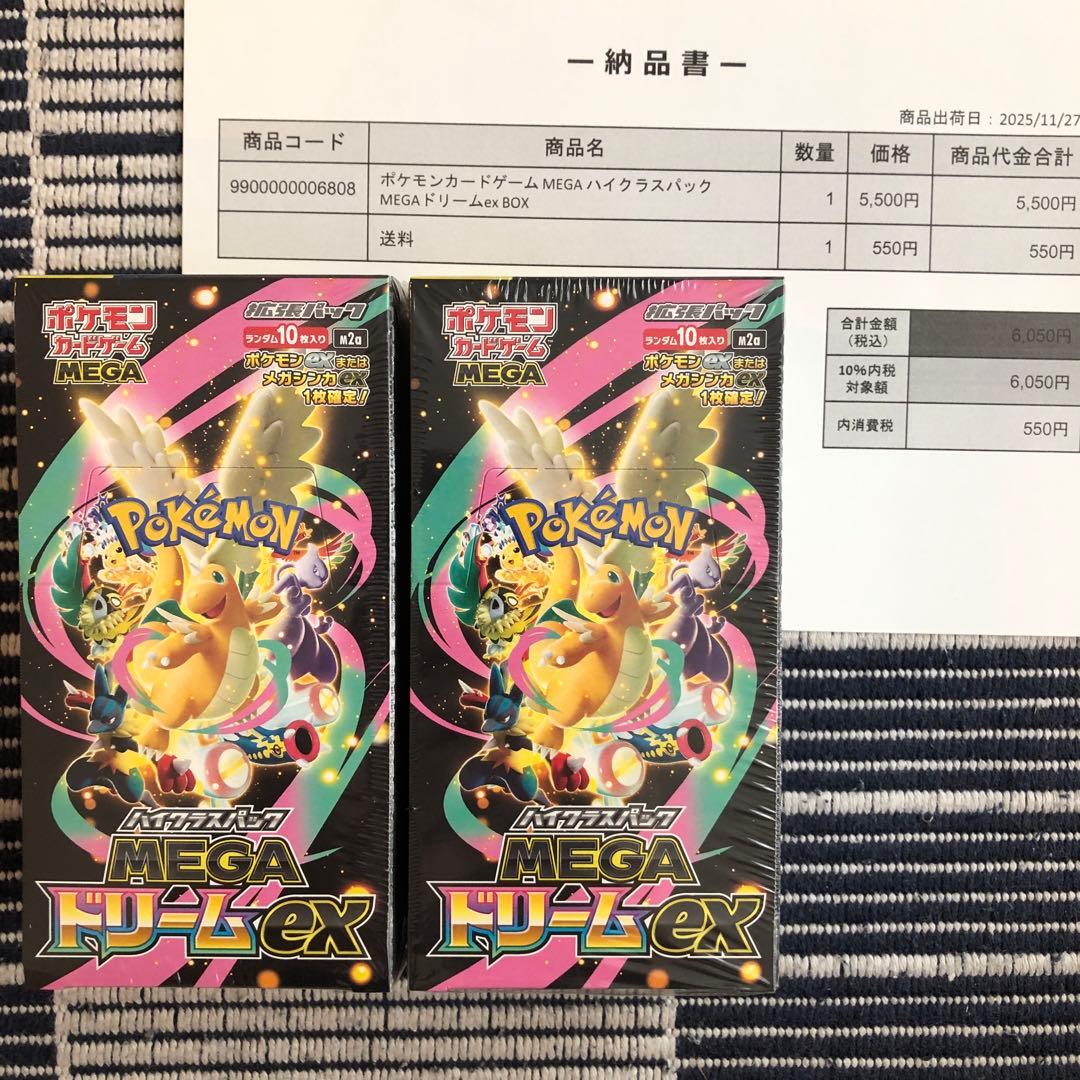 ー納品書ー
商品出荷日：2025/11/27
商品コード 商品名 数量 価格 商品代金合計
9900000006808 ポケモンカードゲーム MEGA ハイクラスパック
MEGAドリームex BOX 1 5,500円 5,500円
送料 1 550円 550円
合計金額
（税込） 6,050円
10%内税
対象額 6,050円
内消費税 550円
ポケモン
カードゲーム
MEGA
拡張パック
ランダム10枚入り m2a
ポケモンexまたは
メガシンカex
1枚確定！
POKéMON
ハイクラスパック
MEGA
ドリームex
ポケモン
カードゲーム
MEGA
拡張パック
ランダム10枚入り m2a
ポケモンexまたは
メガシンカex
1枚確定！
POKéMON
ハイクラスパック
MEGA
ドリームex